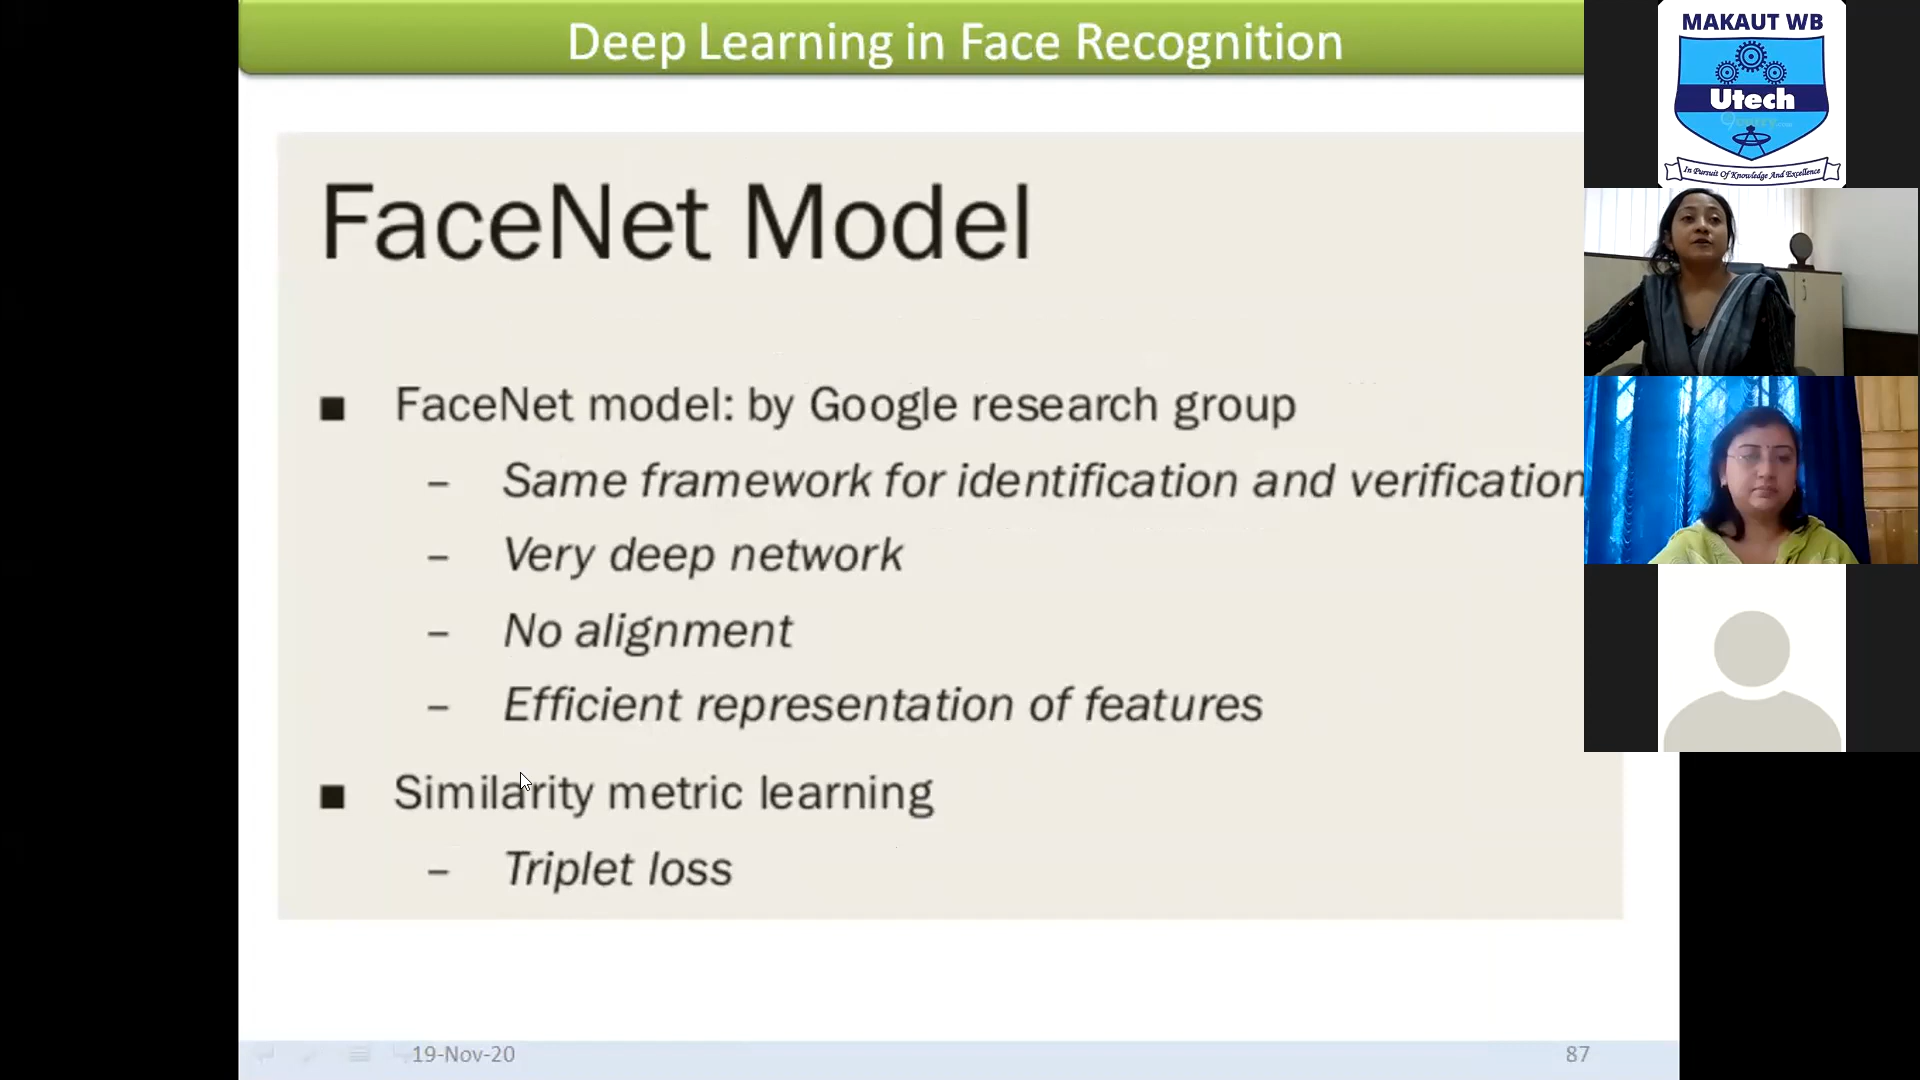 Deep Learning in Face Recognition
FaceNet Model
■ FaceNet model: by Google research group
– Same framework for identification and verification
– Very deep network
– No alignment
– Efficient representation of features
■ Similarity metric learning
– Triplet loss
19-Nov-20
87
MAKAUT WB
Utech
In Pursuit Of Knowledge And Excellence